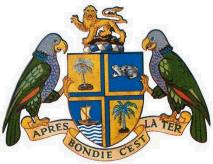 APRES BONDIE C'EST LA TER